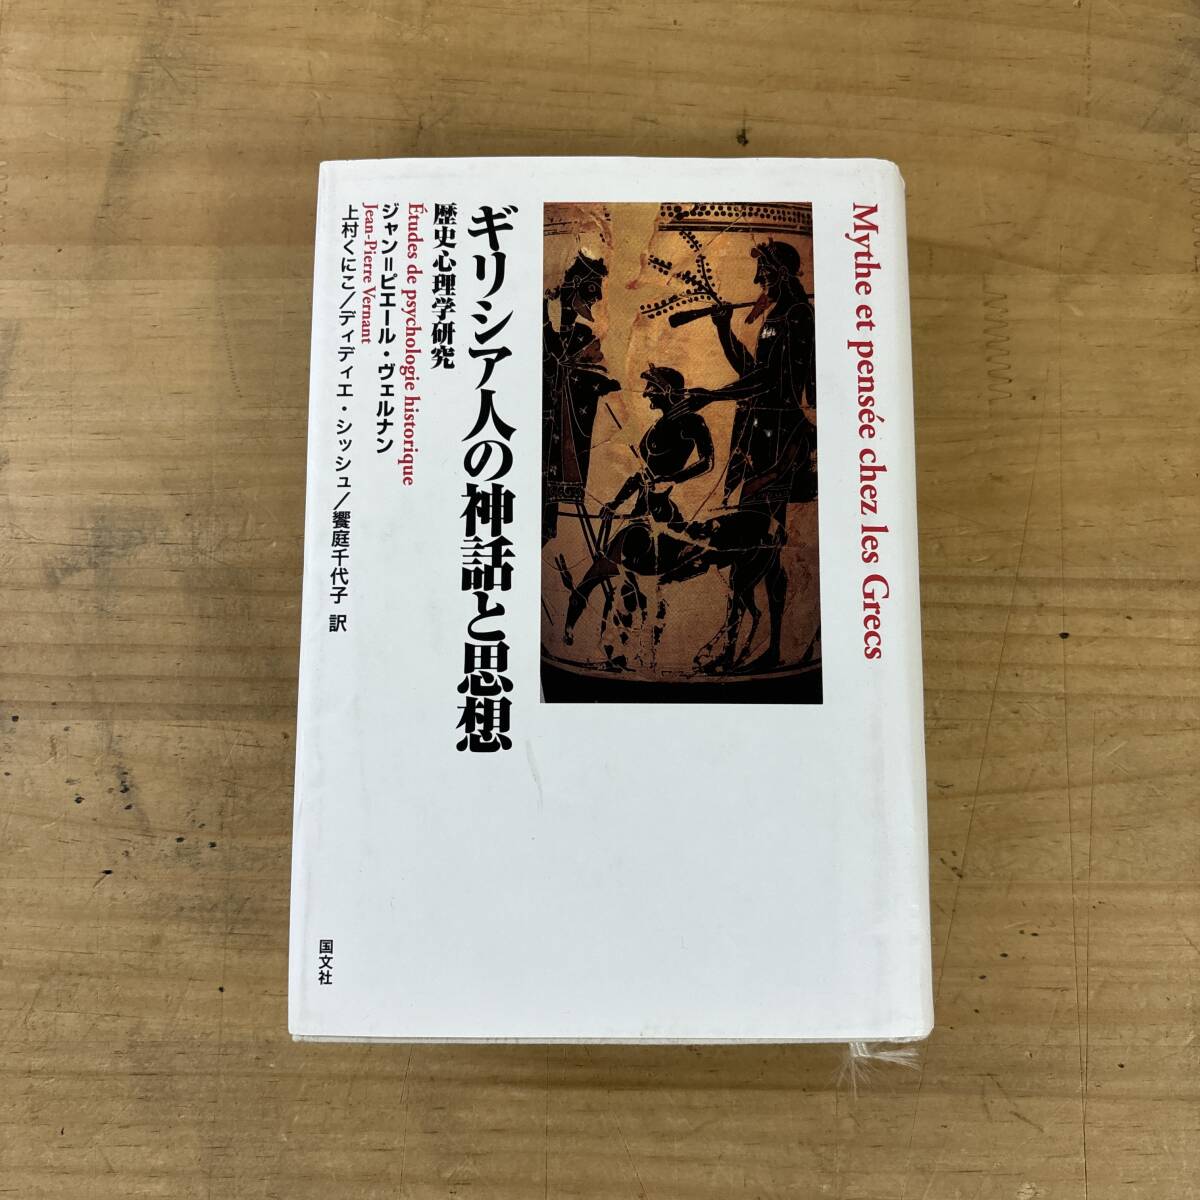 Mythe et pensée chez les Grecs
ギリシア人の神話と思想
歴史心理学研究
Études de psychologie historique
ジャン=ピエール・ヴェルナン
Jean-Pierre Vernant
上村くにこ/ディディエ・シッシュ/饗庭千代子 訳
国文社